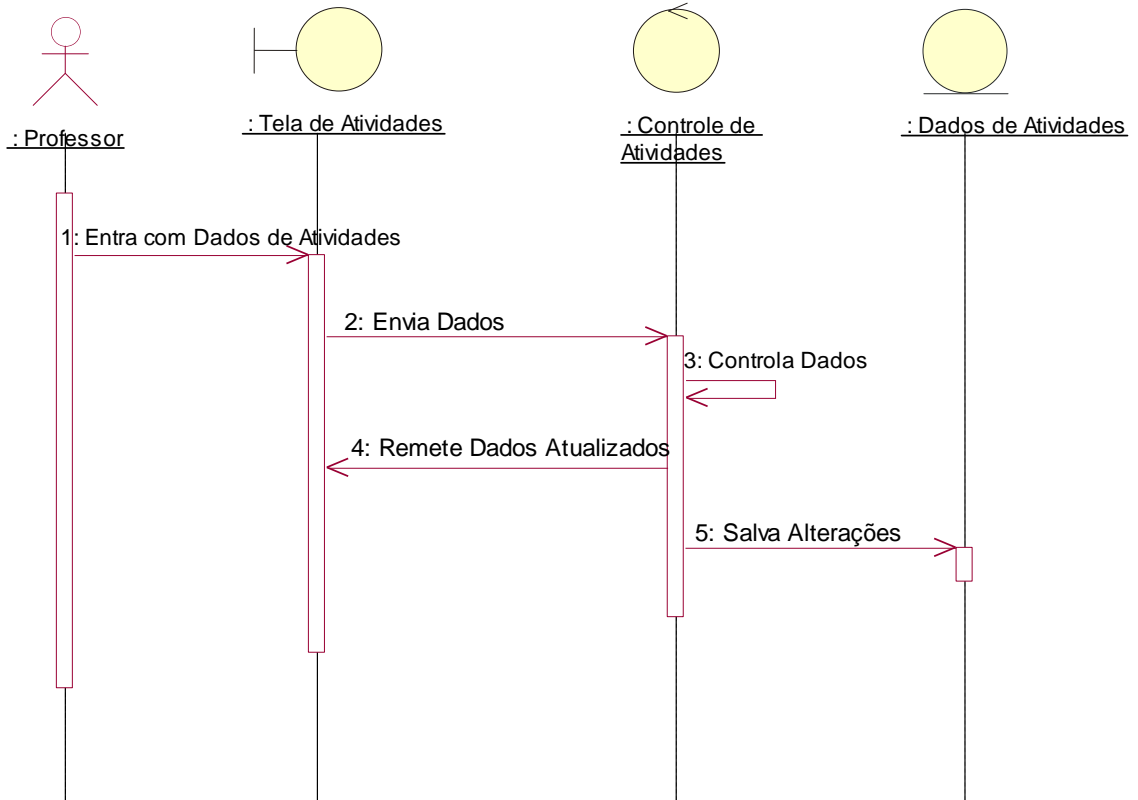 : Professor
: Tela de Atividades
: Controle de
Atividades
: Dados de Atividades
1: Entra com Dados de Atividades
2: Envia Dados
3: Controla Dados
4: Remete Dados Atualizados
5: Salva Alterações